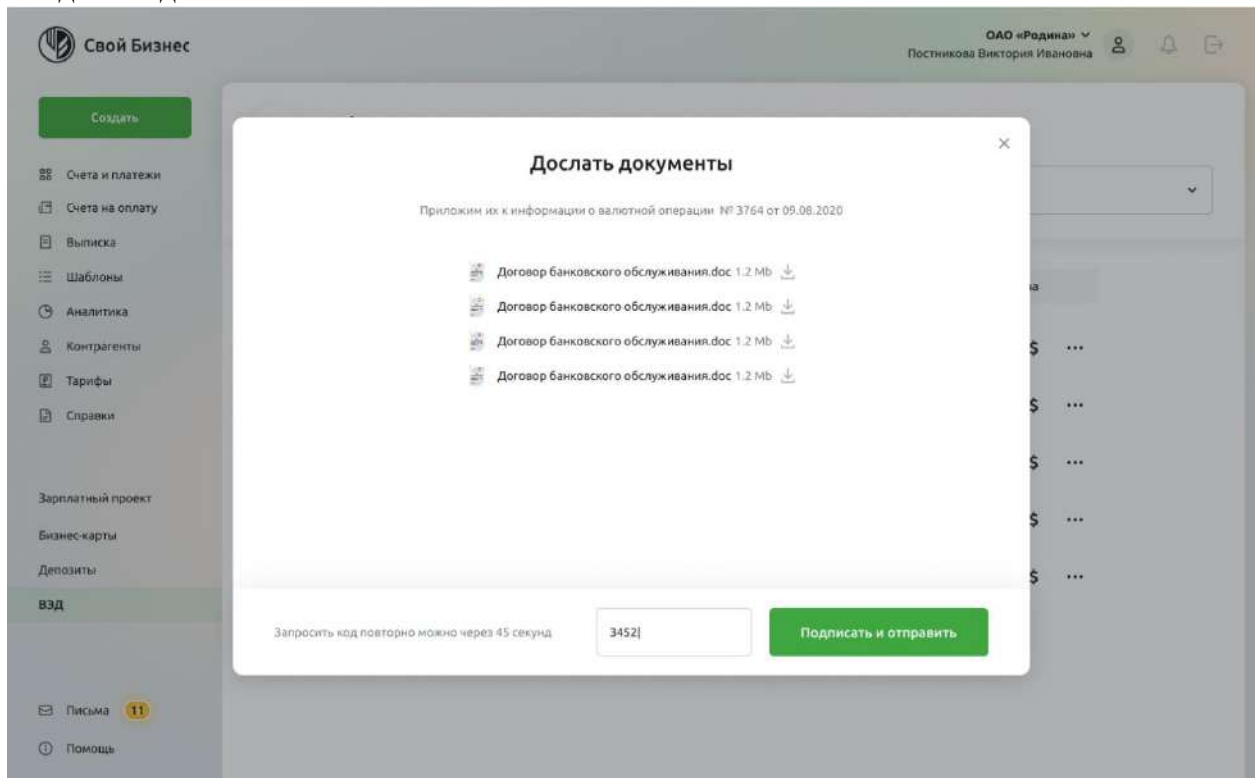 Свой Бизнес
ОАО «Родина»
Постникова Виктория Ивановна
Создать
Счета и платежи
Счета на оплату
Выписка
Шаблоны
Аналитика
Контрагенты
Тарифы
Справки
Зарплатный проект
Бизнес-карты
Депозиты
ВЭД
Письма 11
Помощь
Дослать документы
Приложим их к информации о валютной операции № 3764 от 09.08.2020
Договор банковского обслуживания.doc 1.2 Mb
Договор банковского обслуживания.doc 1.2 Mb
Договор банковского обслуживания.doc 1.2 Mb
Договор банковского обслуживания.doc 1.2 Mb
$
$
$
$
$
Запросить код повторно можно через 45 секунд
3452
Подписать и отправить